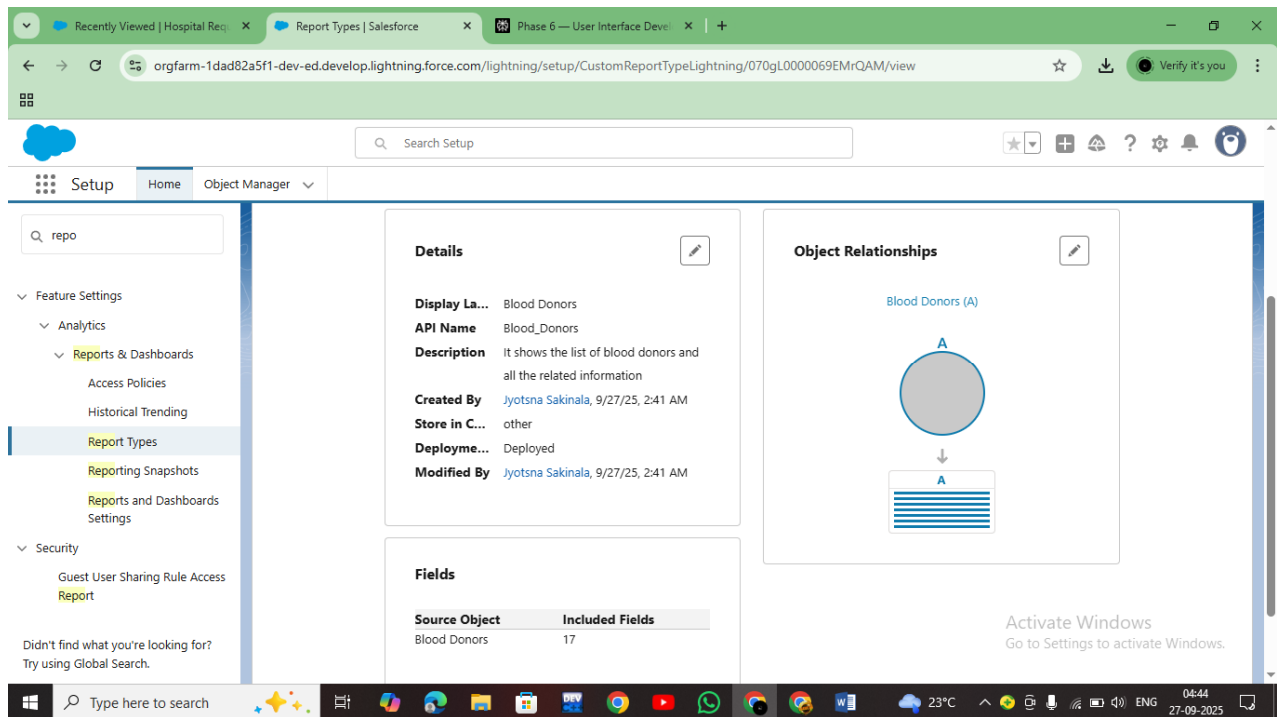 Recently Viewed | Hospital Requ
Report Types | Salesforce
Phase 6 — User Interface Devel
orgfarm-1dad82a5f1-dev-ed.develop.lightning.force.com/lightning/setup/CustomReportTypeLightning/070gL0000069EMrQAM/view
Verify it's you
Search Setup
Setup
Home
Object Manager
repo
Feature Settings
Analytics
Reports & Dashboards
Access Policies
Historical Trending
Report Types
Reporting Snapshots
Reports and Dashboards
Settings
Security
Guest User Sharing Rule Access
Report
Didn't find what you're looking for?
Try using Global Search.
Details
Display La... Blood Donors
API Name Blood_Donors
Description It shows the list of blood donors and
all the related information
Created By Jyotsna Sakinala, 9/27/25, 2:41 AM
Store in C... other
Deployme... Deployed
Modified By Jyotsna Sakinala, 9/27/25, 2:41 AM
Fields
Source Object Included Fields
Blood Donors 17
Object Relationships
Blood Donors (A)
A
A
Activate Windows
Go to Settings to activate Windows.
Type here to search
DEV
23°C
ENG
04:44
27-09-2025